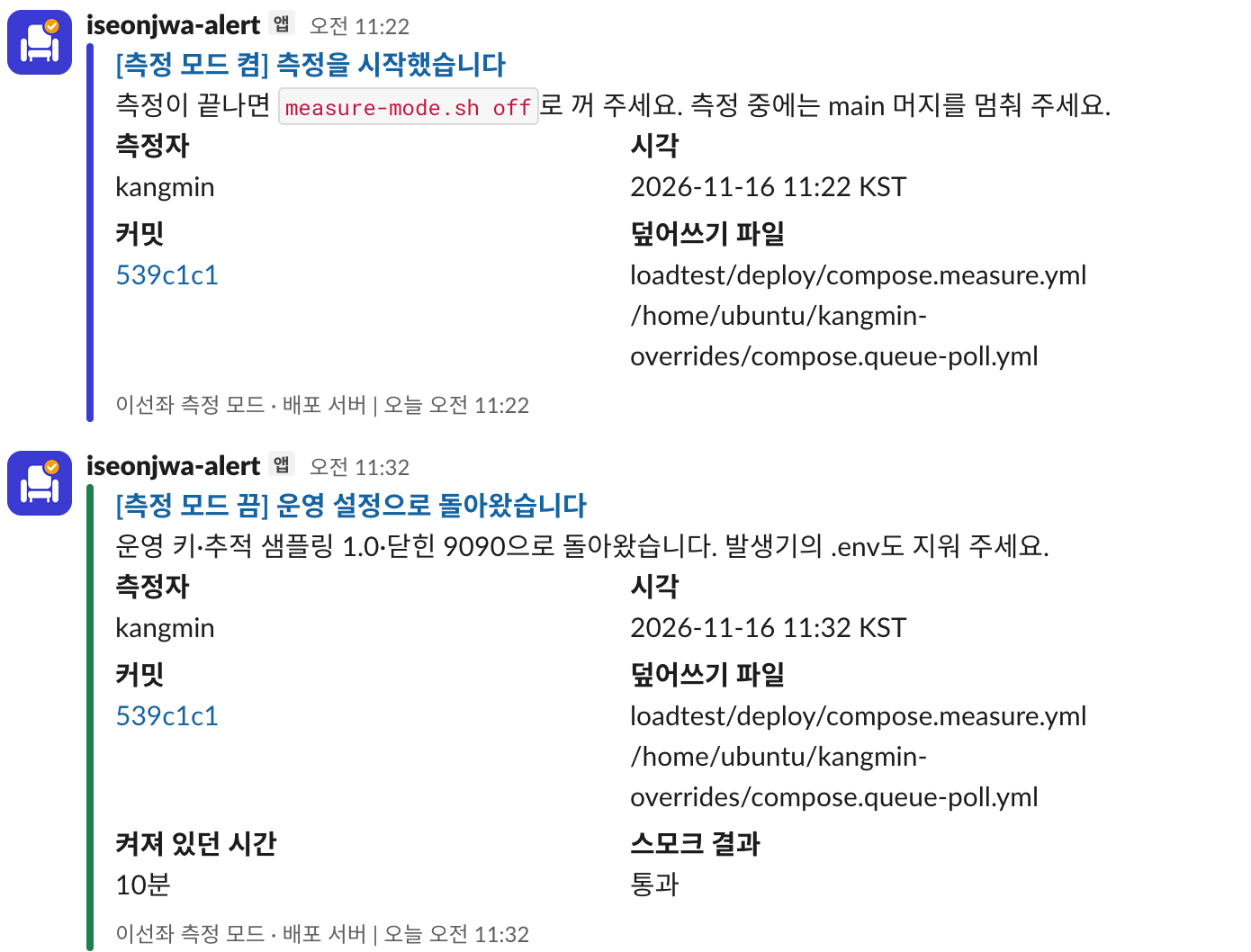 iseonjwa-alert 앱 오전 11:22
[측정 모드 켬] 측정을 시작했습니다
측정이 끝나면 measure-mode.sh off로 꺼 주세요. 측정 중에는 main 머지를 멈춰 주세요.
측정자 시각
kangmin 2026-11-16 11:22 KST
커밋 덮어쓰기 파일
539c1c1 loadtest/deploy/compose.measure.yml
/home/ubuntu/kangmin-
overrides/compose.queue-poll.yml
이선좌 측정 모드 · 배포 서버 | 오늘 오전 11:22
iseonjwa-alert 앱 오전 11:32
[측정 모드 끔] 운영 설정으로 돌아왔습니다
운영 키·추적 샘플링 1.0·닫힌 9090으로 돌아왔습니다. 발생기의 .env도 지워 주세요.
측정자 시각
kangmin 2026-11-16 11:32 KST
커밋 덮어쓰기 파일
539c1c1 loadtest/deploy/compose.measure.yml
/home/ubuntu/kangmin-
overrides/compose.queue-poll.yml
켜져 있던 시간 스모크 결과
10분 통과
이선좌 측정 모드 · 배포 서버 | 오늘 오전 11:32